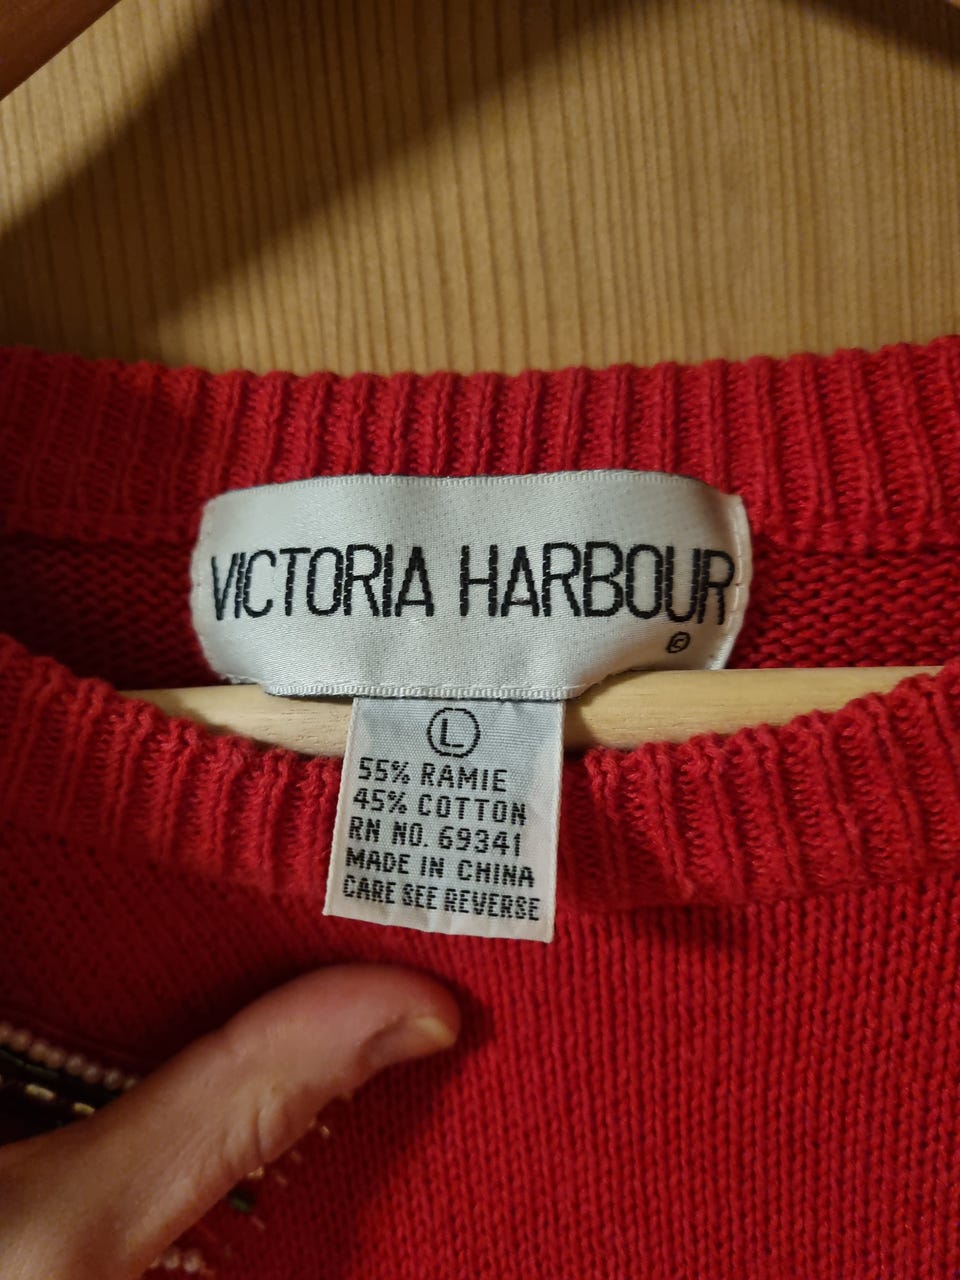 VICTORIA HARBOUR
©
L
55% RAMIE
45% COTTON
RN NO. 69341
MADE IN CHINA
CARE SEE REVERSE